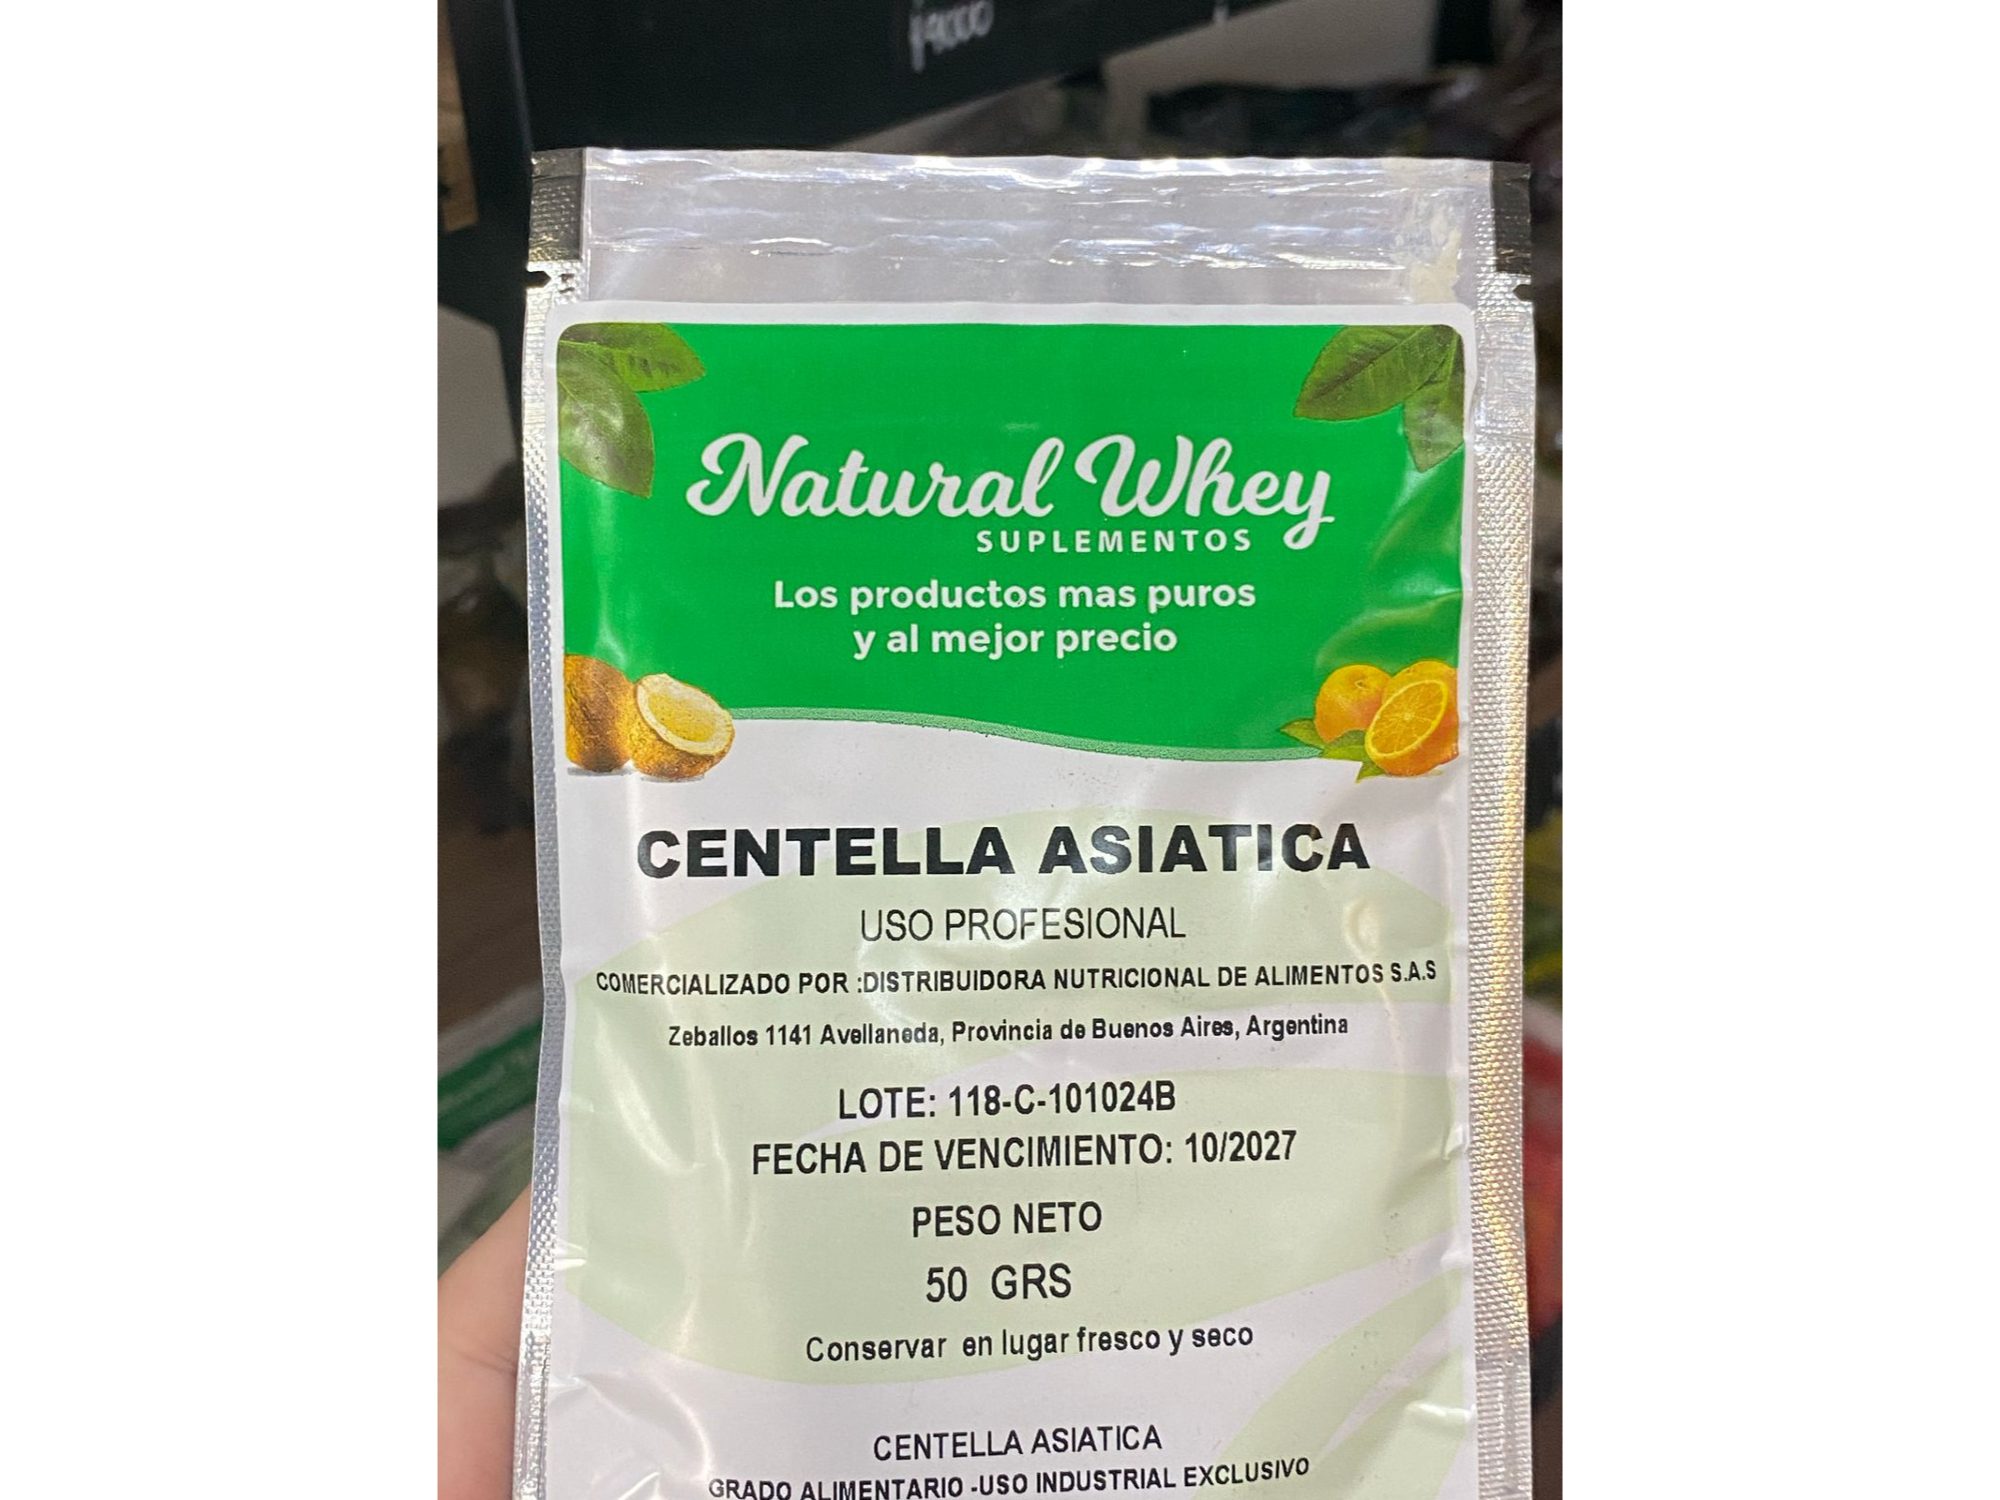 Natural Whey
SUPLEMENTOS
Los productos mas puros
y al mejor precio
CENTELLA ASIATICA
USO PROFESIONAL
COMERCIALIZADO POR :DISTRIBUIDORA NUTRICIONAL DE ALIMENTOS S.A.S
Zeballos 1141 Avellaneda, Provincia de Buenos Aires, Argentina
LOTE: 118-C-101024B
FECHA DE VENCIMIENTO: 10/2027
PESO NETO
50 GRS
Conservar en lugar fresco y seco
CENTELLA ASIATICA
GRADO ALIMENTARIO -USO INDUSTRIAL EXCLUSIVO